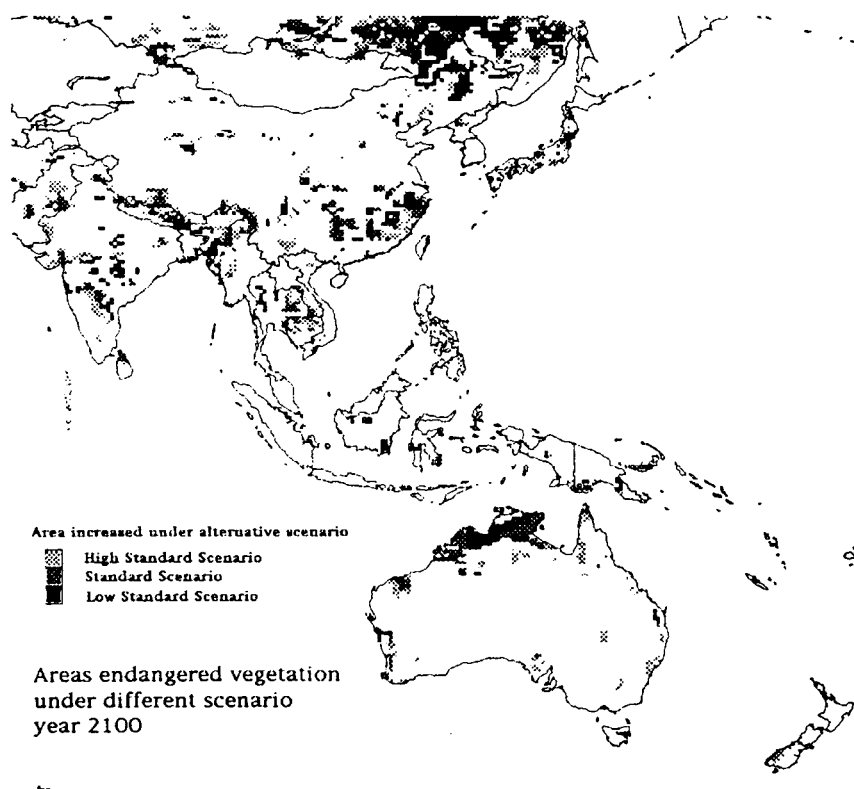 Area increased under alternative scenario
High Standard Scenario
Standard Scenario
Low Standard Scenario
Areas endangered vegetation
under different scenario
year 2100